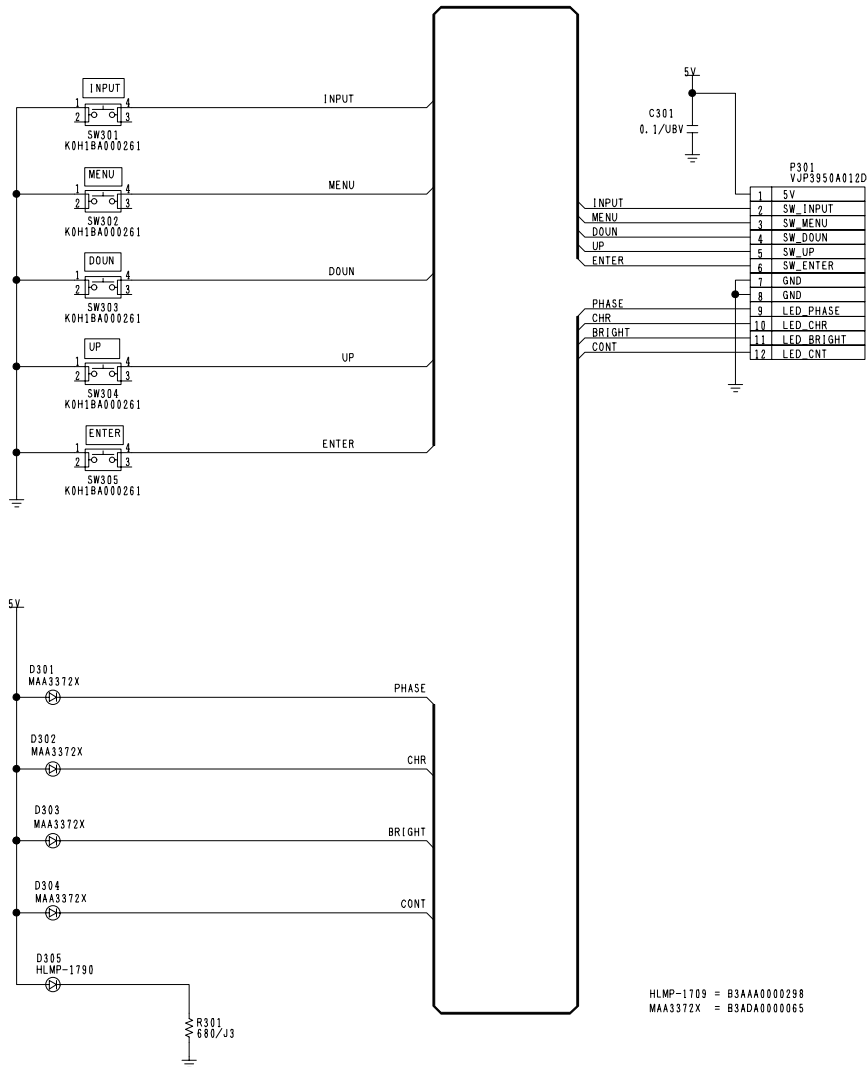 INPUT
1 4
2 3
SW301
K0H1BA000261
INPUT
MENU
1 4
2 3
SW302
K0H1BA000261
MENU
DOUN
1 4
2 3
SW303
K0H1BA000261
DOUN
UP
1 4
2 3
SW304
K0H1BA000261
UP
ENTER
1 4
2 3
SW305
K0H1BA000261
ENTER
5V
C301
0.1/UBV
P301
VJP3950A012D
INPUT
MENU
DOUN
UP
ENTER
PHASE
CHR
BRIGHT
CONT
1 5V
2 SW_INPUT
3 SW_MENU
4 SW_DOUN
5 SW_UP
6 SW_ENTER
7 GND
8 GND
9 LED_PHASE
10 LED_CHR
11 LED_BRIGHT
12 LED_CNT
5V
D301
MAA3372X
PHASE
D302
MAA3372X
CHR
D303
MAA3372X
BRIGHT
D304
MAA3372X
CONT
D305
HLMP-1790
R301
680/J3
HLMP-1709 = B3AAA0000298
MAA3372X = B3ADA0000065